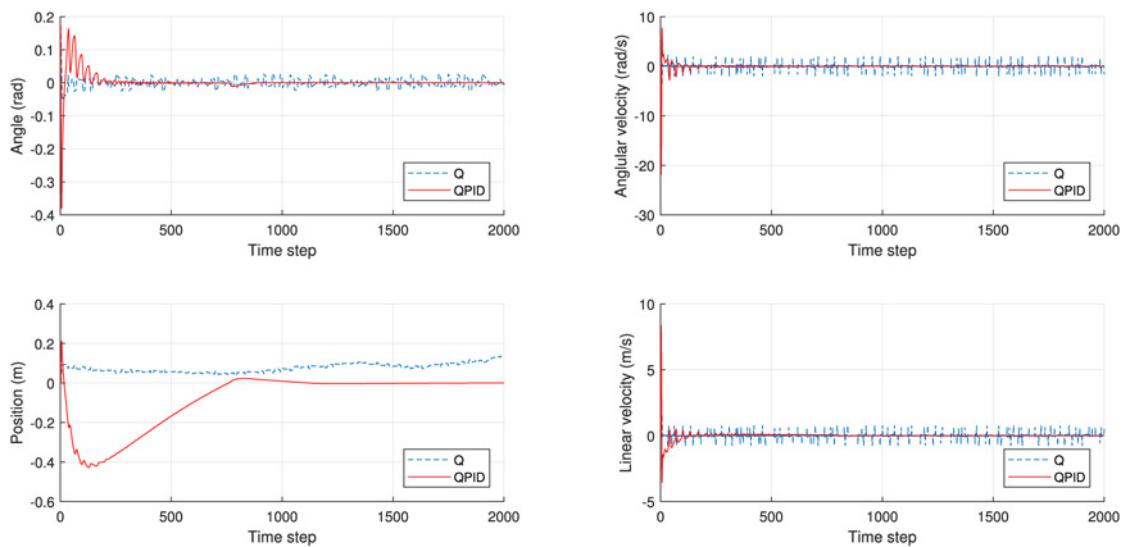 0.2
0.1
0
-0.1
-0.2
-0.3
-0.4
Angle (rad)
Q
QPID
0 500 1000 1500 2000
Time step
10
0
-10
-20
-30
Anglular velocity (rad/s)
Q
QPID
0 500 1000 1500 2000
Time step
0.4
0.2
0
-0.2
-0.4
-0.6
Position (m)
Q
QPID
0 500 1000 1500 2000
Time step
10
5
0
-5
Linear velocity (m/s)
Q
QPID
0 500 1000 1500 2000
Time step